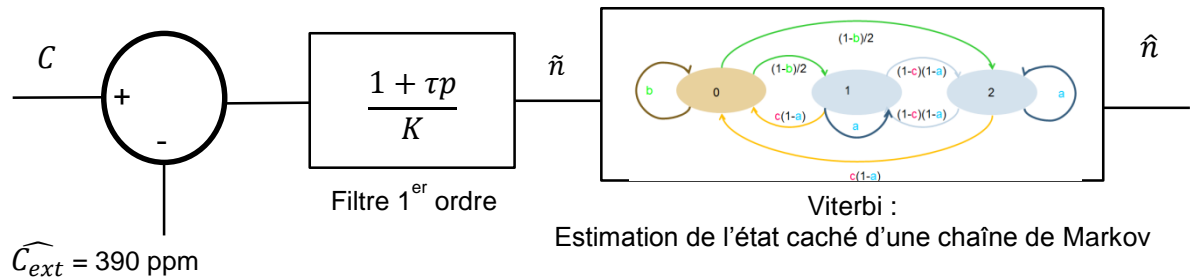 C
+
-
1 + τp
K
ñ
(1-b)/2
(1-b)/2
(1-c)(1-a)
b
0
1
2
a
c(1-a)
a
(1-c)(1-a)
c(1-a)
n̂
Filtre 1er ordre
Viterbi :
Estimation de l’état caché d’une chaîne de Markov
Ĉext = 390 ppm